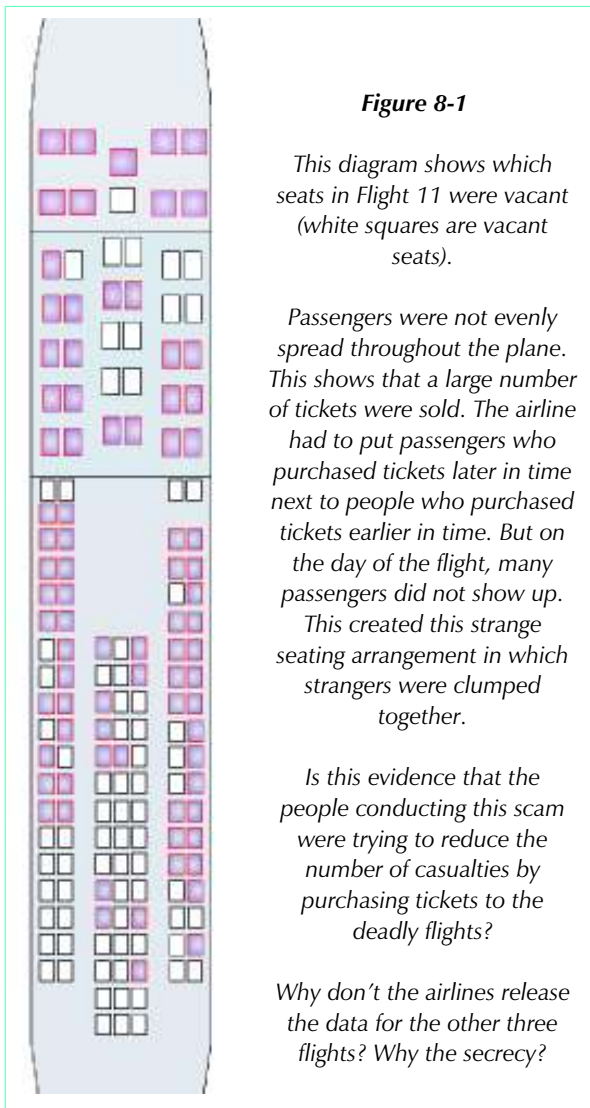 Figure 8-1
This diagram shows which
seats in Flight 11 were vacant
(white squares are vacant
seats).
Passengers were not evenly
spread throughout the plane.
This shows that a large number
of tickets were sold. The airline
had to put passengers who
purchased tickets later in time
next to people who purchased
tickets earlier in time. But on
the day of the flight, many
passengers did not show up.
This created this strange
seating arrangement in which
strangers were clumped
together.
Is this evidence that the
people conducting this scam
were trying to reduce the
number of casualties by
purchasing tickets to the
deadly flights?
Why don’t the airlines release
the data for the other three
flights? Why the secrecy?